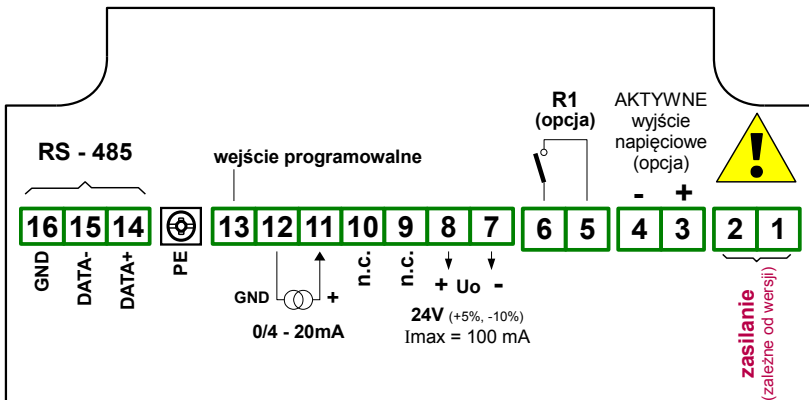 RS - 485
wejście programowalne
R1
(opcja)
AKTYWNE
wyjście
napięciowe
(opcja)
- +
16 15 14 13 12 11 10 9 8 7 6 5 4 3 2 1
GND
DATA-
DATA+
PE
GND +
0/4 - 20mA
n.c.
n.c.
+ Uo -
24V (+5%, -10%)
Imax = 100 mA
zasilanie
(zależne od wersji)